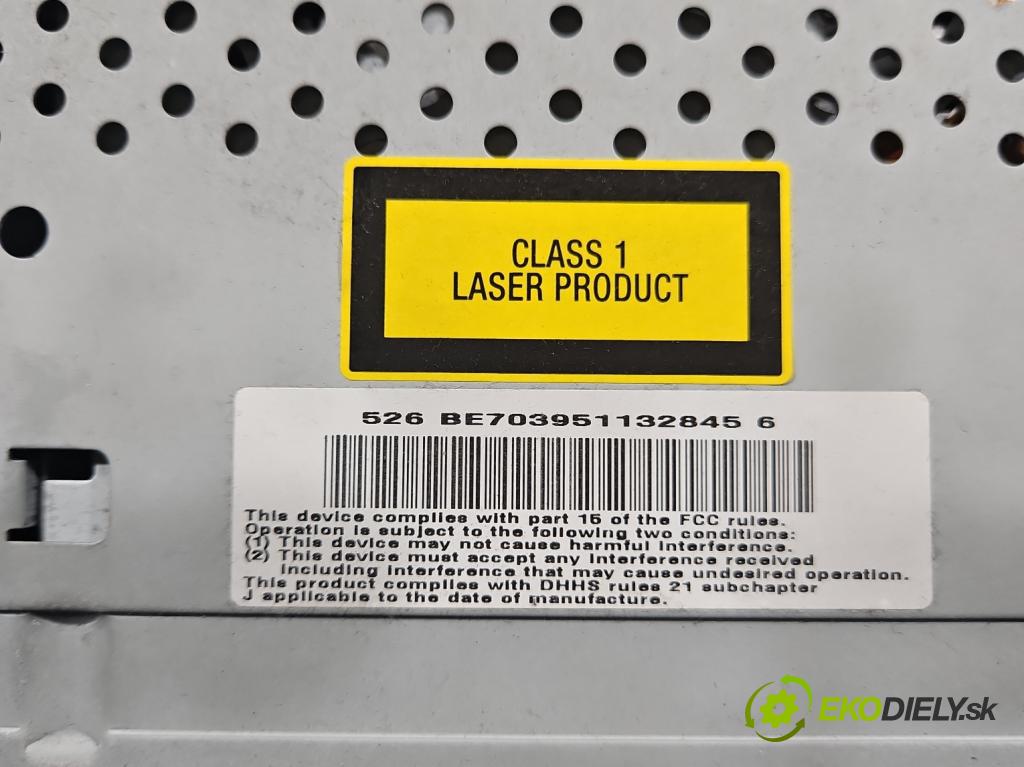 CLASS 1
LASER PRODUCT
526 BE703951132845 6
This device complies with part 15 of the FCC rules.
Operation is subject to the following two conditions:
(1) This device may not cause harmful interference.
(2) This device must accept any interference received
including interference that may cause undesired operation.
This product complies with DHHS rules 21 subchapter
J applicable to the date of manufacture.
EKODIELY.sk